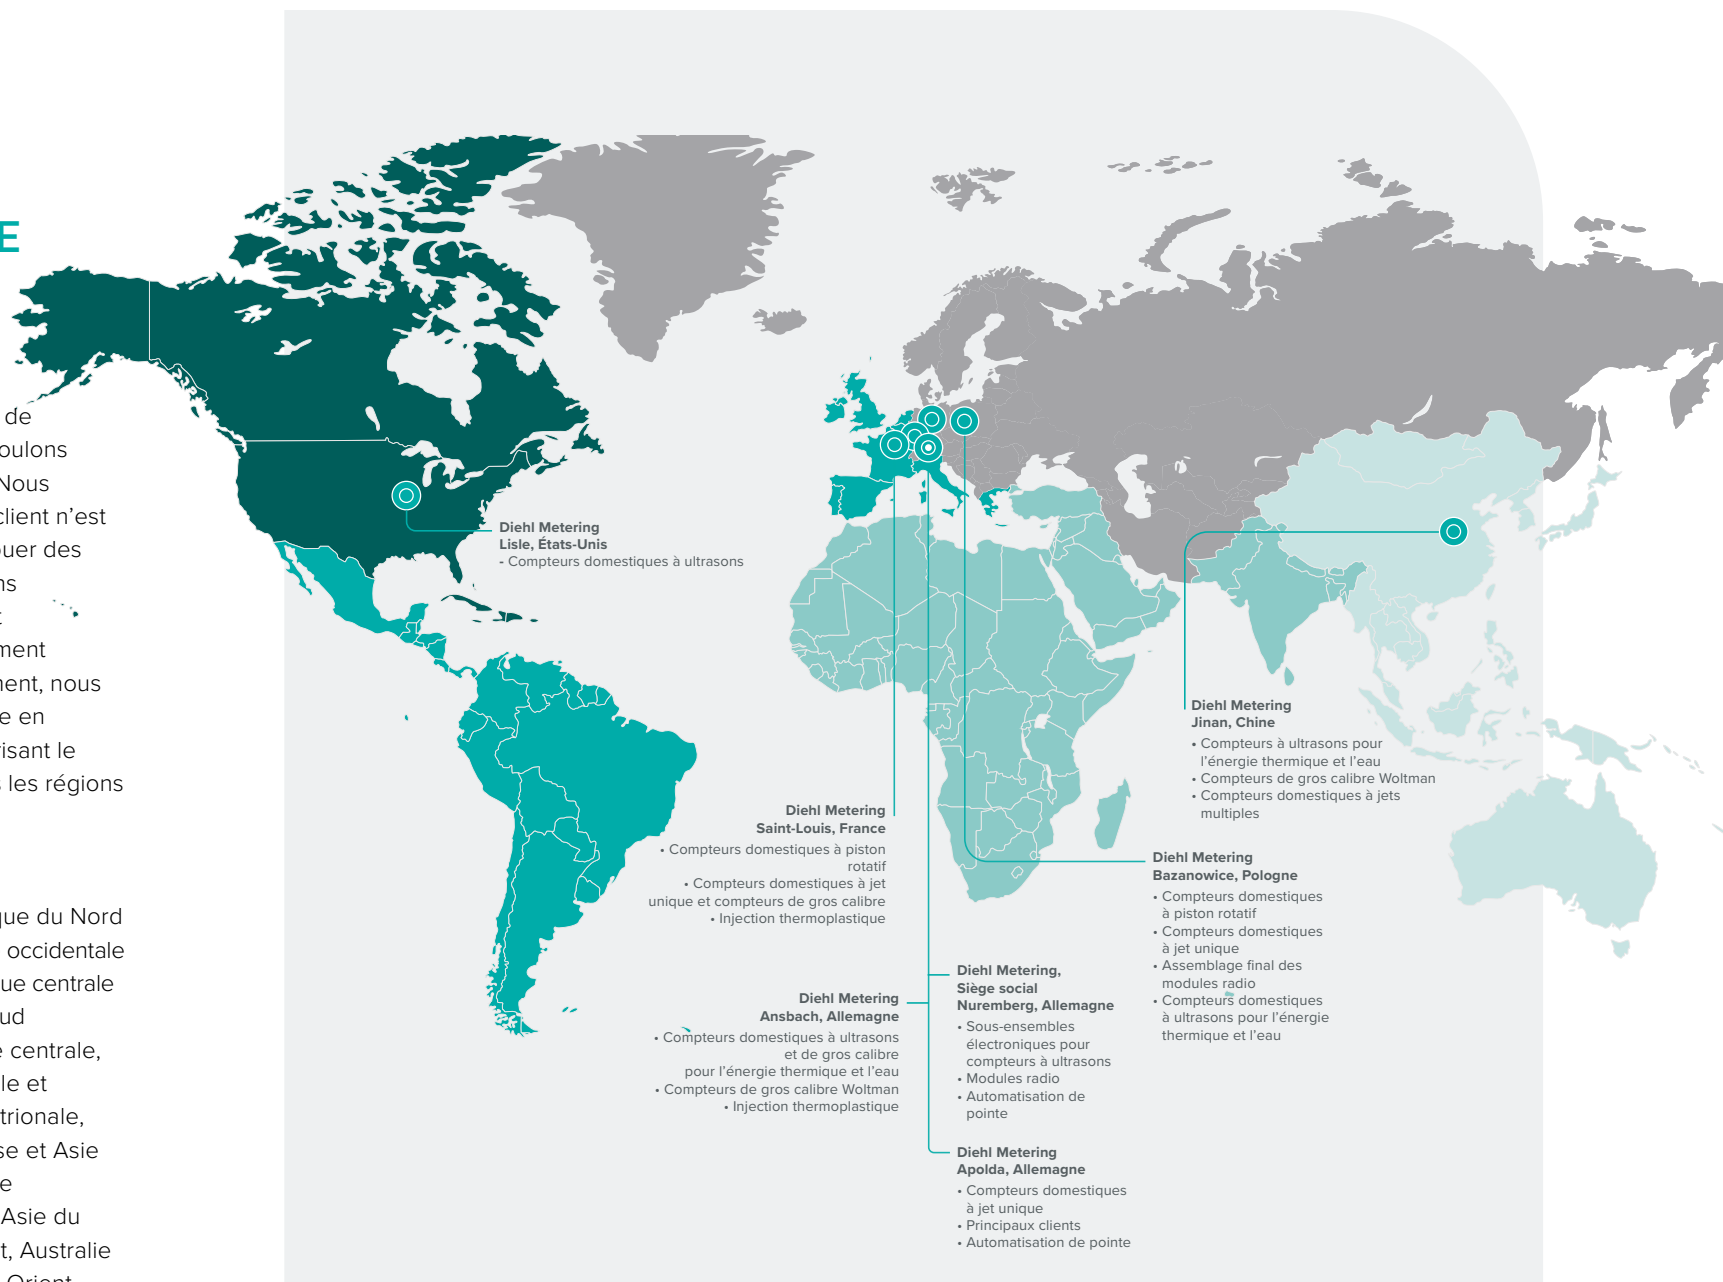 E
de
oulons
Nous
client n’est
ouer des
ns
t
ment
ment, nous
e en
risant le
s les régions
que du Nord
occidentale
ue centrale
ud
e centrale,
le et
trionale,
se et Asie
e
Asie du
t, Australie
Orient
Diehl Metering
Lisle, États-Unis
- Compteurs domestiques à ultrasons
Diehl Metering
Saint-Louis, France
• Compteurs domestiques à piston
rotatif
• Compteurs domestiques à jet
unique et compteurs de gros calibre
• Injection thermoplastique
Diehl Metering
Ansbach, Allemagne
• Compteurs domestiques à ultrasons
et de gros calibre
pour l’énergie thermique et l’eau
• Compteurs de gros calibre Woltman
• Injection thermoplastique
Diehl Metering,
Siège social
Nuremberg, Allemagne
• Sous-ensembles
électroniques pour
compteurs à ultrasons
• Modules radio
• Automatisation de
pointe
Diehl Metering
Apolda, Allemagne
• Compteurs domestiques
à jet unique
• Principaux clients
• Automatisation de pointe
Diehl Metering
Bazanowice, Pologne
• Compteurs domestiques
à piston rotatif
• Compteurs domestiques
à jet unique
• Assemblage final des
modules radio
• Compteurs domestiques
à ultrasons pour l’énergie
thermique et l’eau
Diehl Metering
Jinan, Chine
• Compteurs à ultrasons pour
l’énergie thermique et l’eau
• Compteurs de gros calibre Woltman
• Compteurs domestiques à jets
multiples